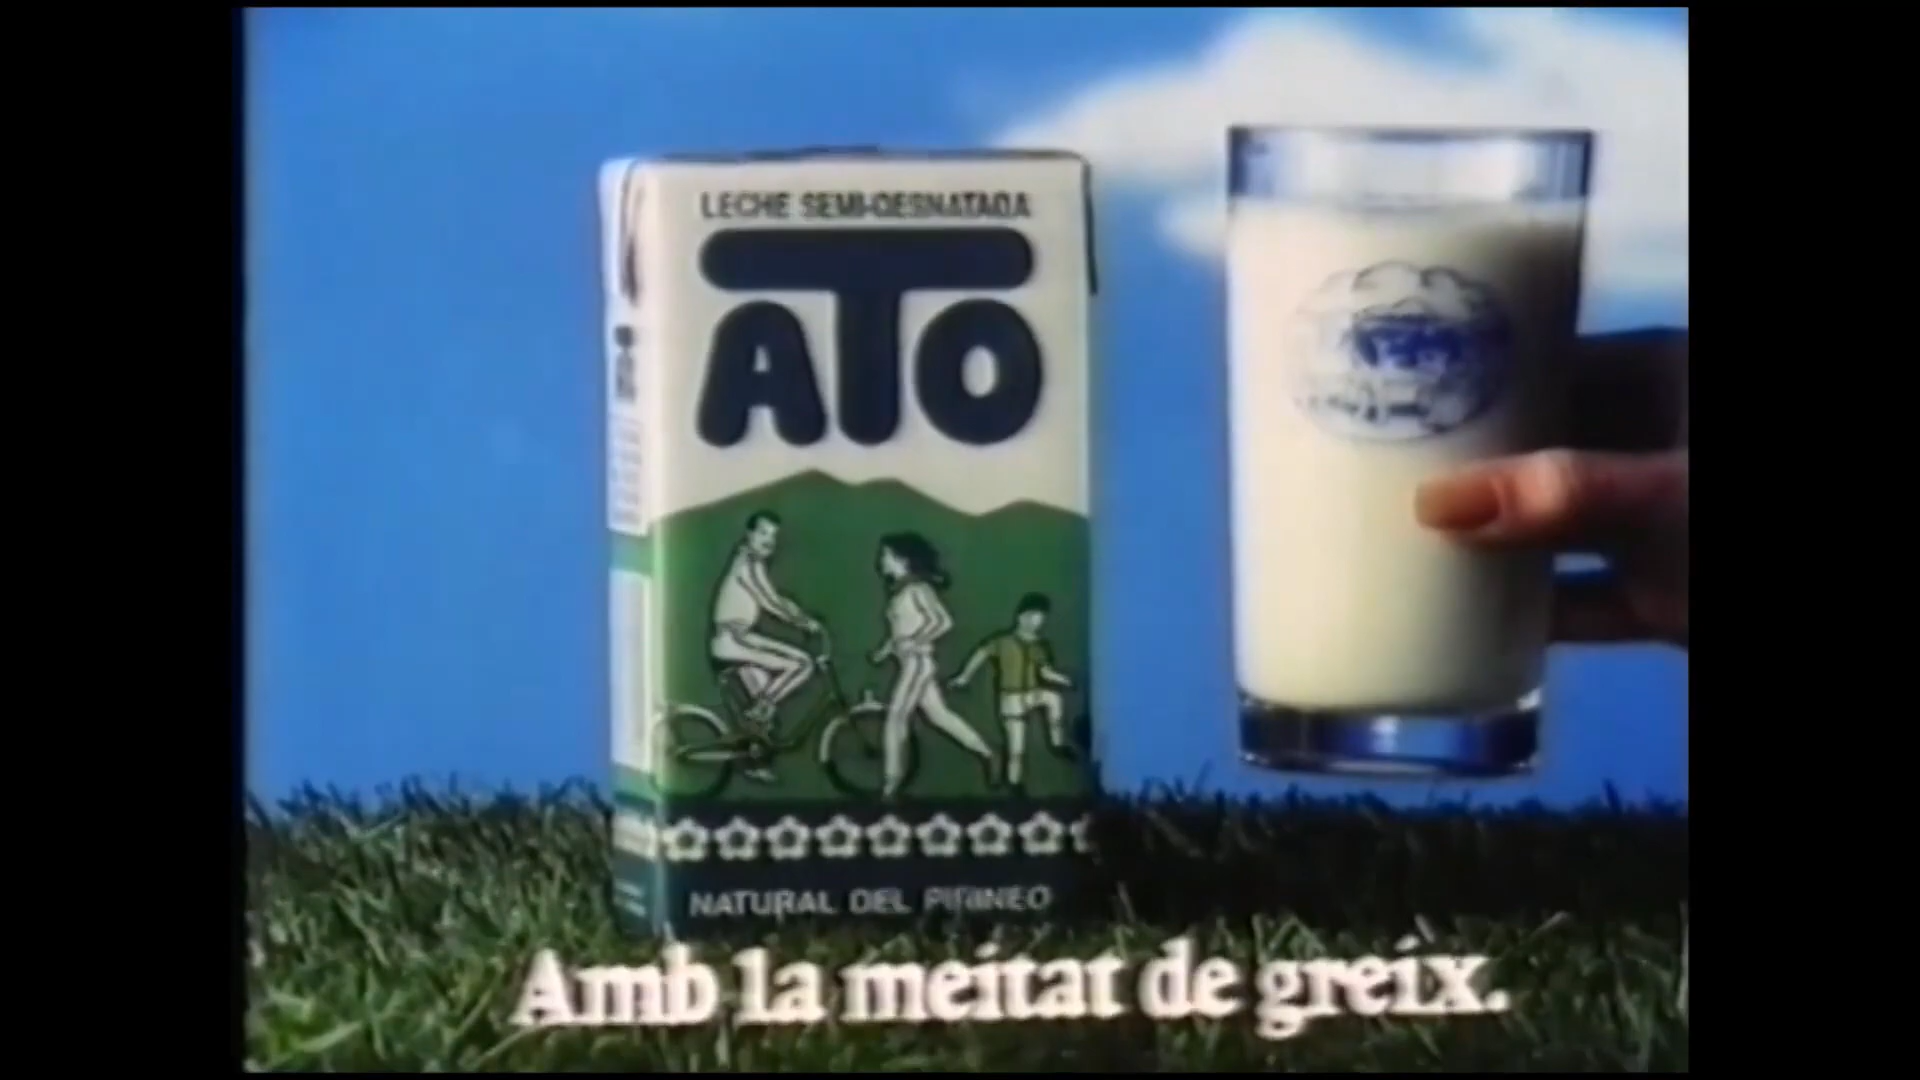 LECHE SEMI-DESNATADA
ATO
NATURAL DEL PIRINEO
Amb la meitat de greix.